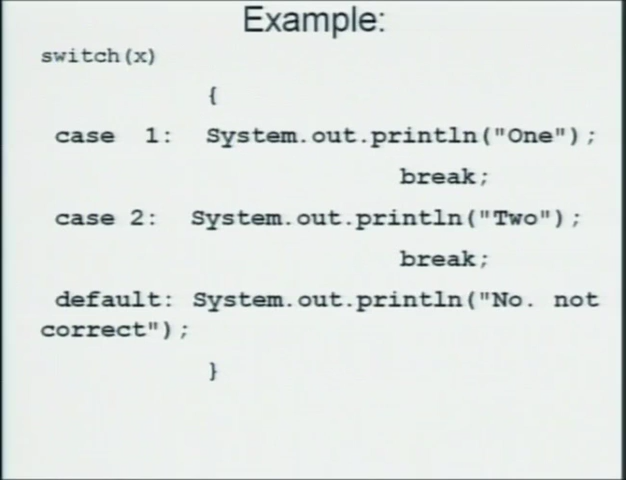 Example:
switch(x)
{
case 1: System.out.println("One");
break;
case 2: System.out.println("Two");
break;
default: System.out.println("No. not
correct");
}